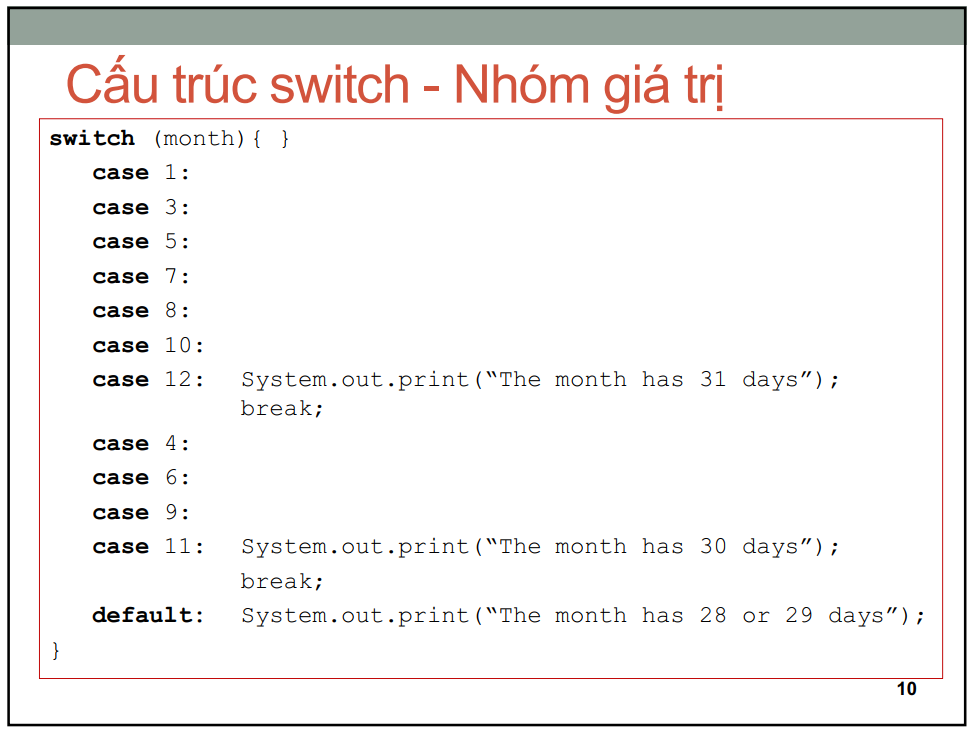 Cấu trúc switch - Nhóm giá trị
switch (month){ }
case 1:
case 3:
case 5:
case 7:
case 8:
case 10:
case 12: System.out.print(“The month has 31 days”);
break;
case 4:
case 6:
case 9:
case 11: System.out.print(“The month has 30 days”);
break;
default: System.out.print(“The month has 28 or 29 days”);
}
10